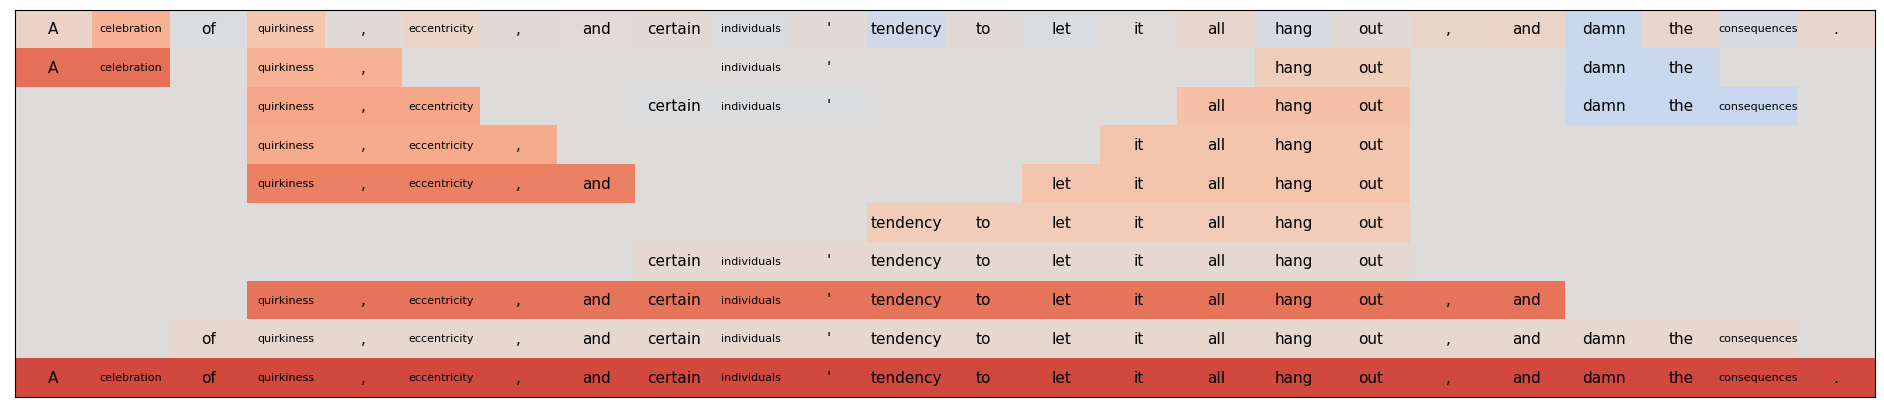 A celebration of quirkiness , eccentricity , and certain individuals ' tendency to let it all hang out , and damn the consequences .
A celebration quirkiness , individuals ' hang out damn the
quirkiness , eccentricity certain individuals ' all hang out damn the consequences
quirkiness , eccentricity , it all hang out
quirkiness , eccentricity , and let it all hang out
tendency to let it all hang out
certain individuals ' tendency to let it all hang out
quirkiness , eccentricity , and certain individuals ' tendency to let it all hang out , and
of quirkiness , eccentricity , and certain individuals ' tendency to let it all hang out , and damn the consequences
A celebration of quirkiness , eccentricity , and certain individuals ' tendency to let it all hang out , and damn the consequences .